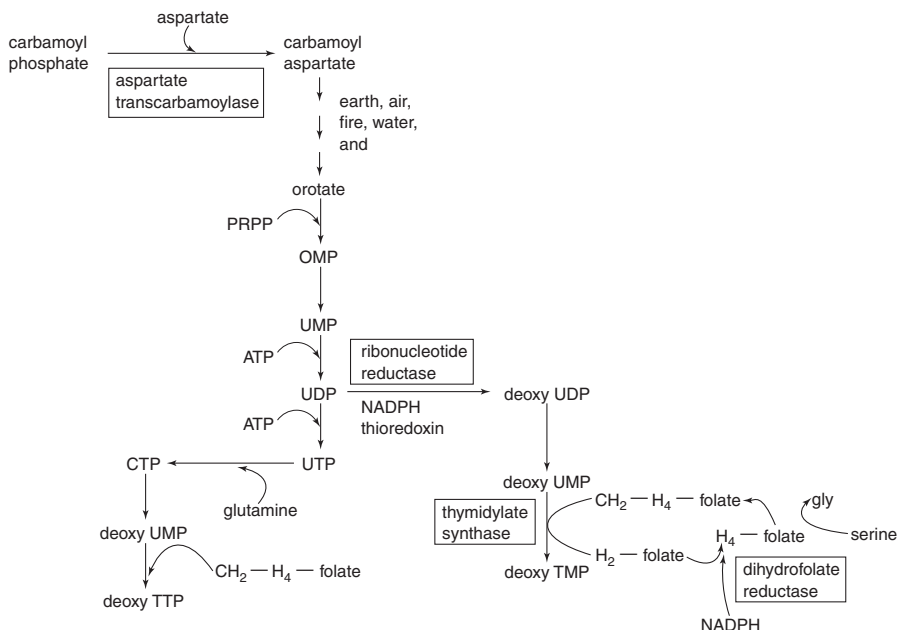 aspartate
carbamoyl
phosphate
carbamoyl
aspartate
aspartate
transcarbamoylase
earth, air,
fire, water,
and
orotate
PRPP
OMP
UMP
ATP
ribonucleotide
reductase
UDP
deoxy UDP
NADPH
thioredoxin
ATP
CTP
UTP
glutamine
deoxy UMP
CH2 — H4 — folate
gly
thymidylate
synthase
deoxy UMP
H4 — folate
serine
H2 — folate
deoxy TMP
CH2 — H4 — folate
dihydrofolate
reductase
deoxy TTP
NADPH